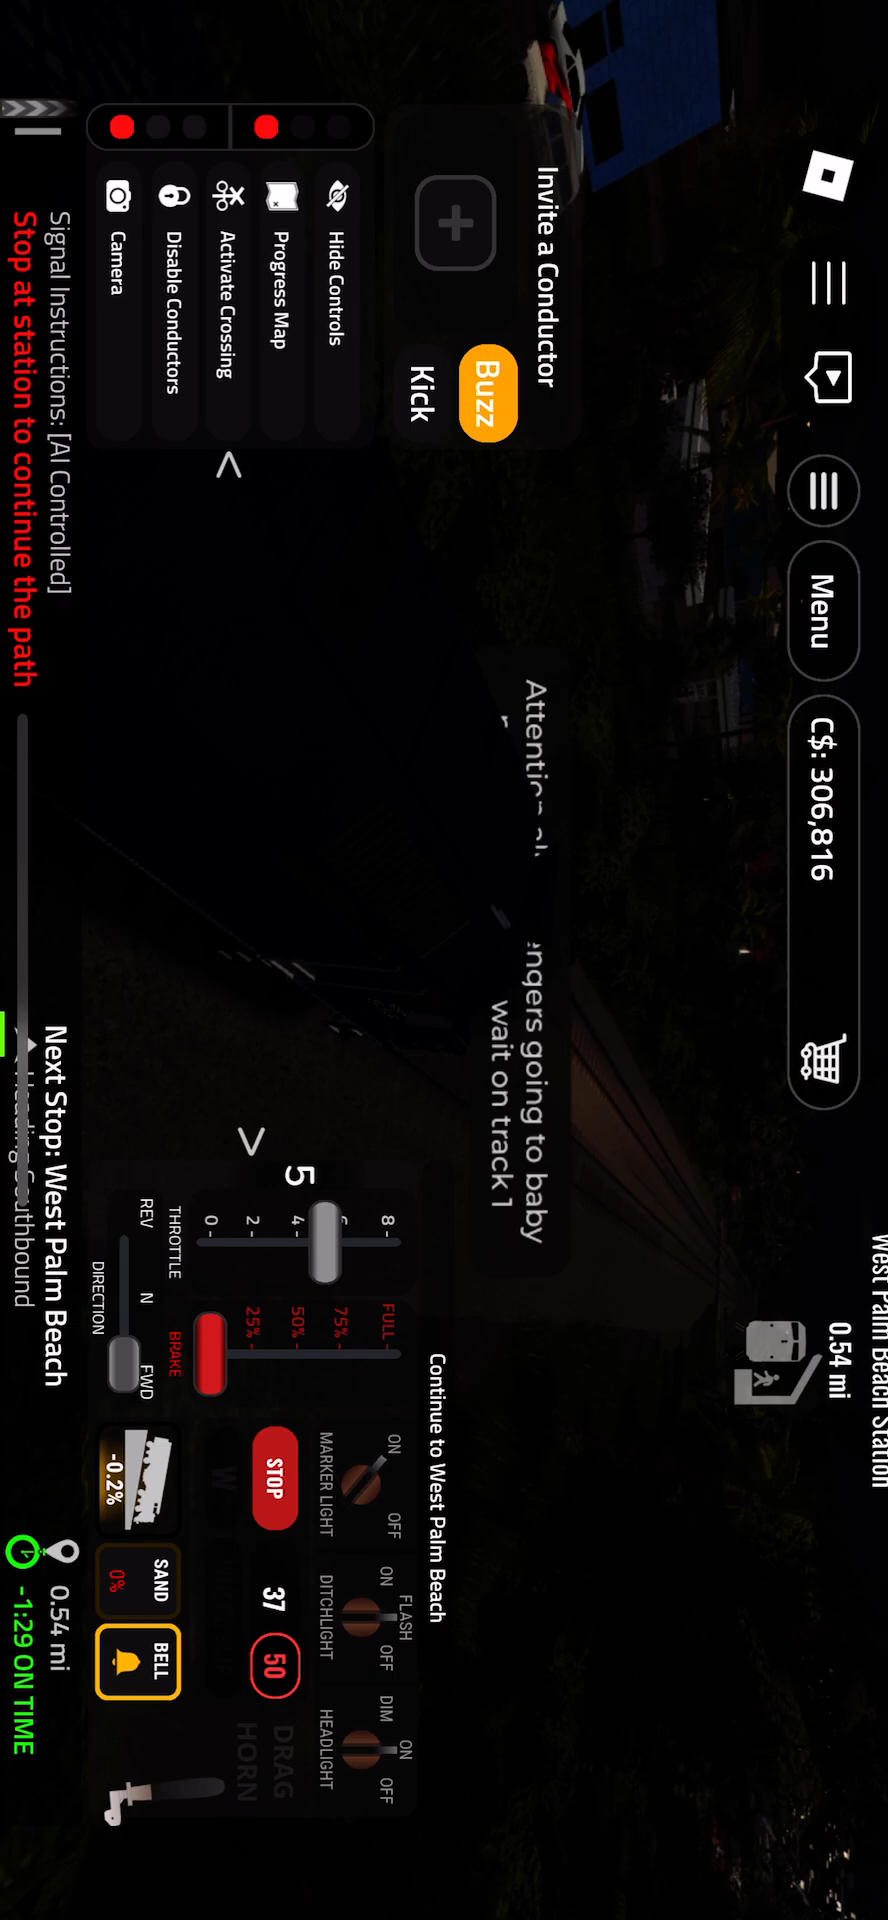 Menu
C$: 306,816
West Palm Beach Station
0.54 mi
Invite a Conductor
Buzz
Kick
going to baby
wait on track 1
Hide Controls
Progress Map
Activate Crossing
Disable Conductors
Camera
Signal Instructions: [AI Controlled]
Stop at station to continue the path
Next Stop: West Palm Beach
Continue to West Palm Beach
5
8
4
2
0
THROTTLE
FULL
75%
50%
25%
BRAKE
REV
N
FWD
DIRECTION
ON
OFF
MARKER LIGHT
FLASH
ON
OFF
DITCHLIGHT
DIM
ON
OFF
HEADLIGHT
STOP
37
50
DRAG
HORN
-0.2%
SAND
0%
BELL
0.54 mi
-1:29 ON TIME